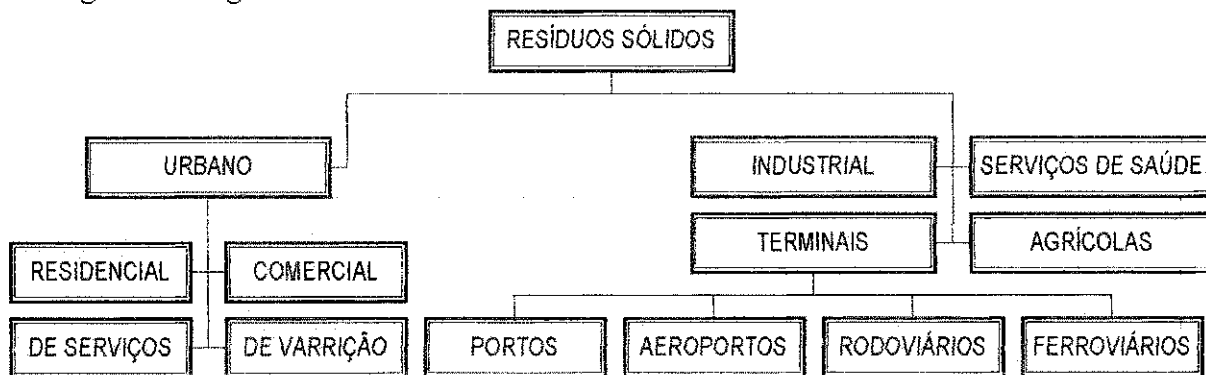 RESÍDUOS SÓLIDOS
URBANO
INDUSTRIAL
SERVIÇOS DE SAÚDE
TERMINAIS
AGRÍCOLAS
RESIDENCIAL
COMERCIAL
DE SERVIÇOS
DE VARRIÇÃO
PORTOS
AEROPORTOS
RODOVIÁRIOS
FERROVIÁRIOS